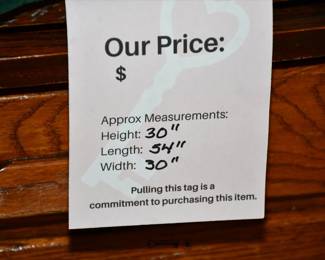 Our Price:
$
Approx Measurements:
Height: 30"
Length: 54"
Width: 30"
Pulling this tag is a
commitment to purchasing this item.